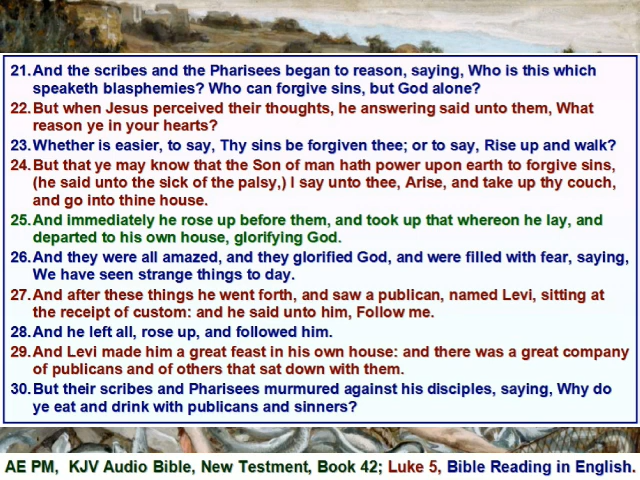 21.And the scribes and the Pharisees began to reason, saying, Who is this which
speaketh blasphemies? Who can forgive sins, but God alone?
22.But when Jesus perceived their thoughts, he answering said unto them, What
reason ye in your hearts?
23.Whether is easier, to say, Thy sins be forgiven thee; or to say, Rise up and walk?
24.But that ye may know that the Son of man hath power upon earth to forgive sins,
(he said unto the sick of the palsy,) I say unto thee, Arise, and take up thy couch,
and go into thine house.
25.And immediately he rose up before them, and took up that whereon he lay, and
departed to his own house, glorifying God.
26.And they were all amazed, and they glorified God, and were filled with fear, saying,
We have seen strange things to day.
27.And after these things he went forth, and saw a publican, named Levi, sitting at
the receipt of custom: and he said unto him, Follow me.
28.And he left all, rose up, and followed him.
29.And Levi made him a great feast in his own house: and there was a great company
of publicans and of others that sat down with them.
30.But their scribes and Pharisees murmured against his disciples, saying, Why do
ye eat and drink with publicans and sinners?
AE PM, KJV Audio Bible, New Testment, Book 42; Luke 5, Bible Reading in English.